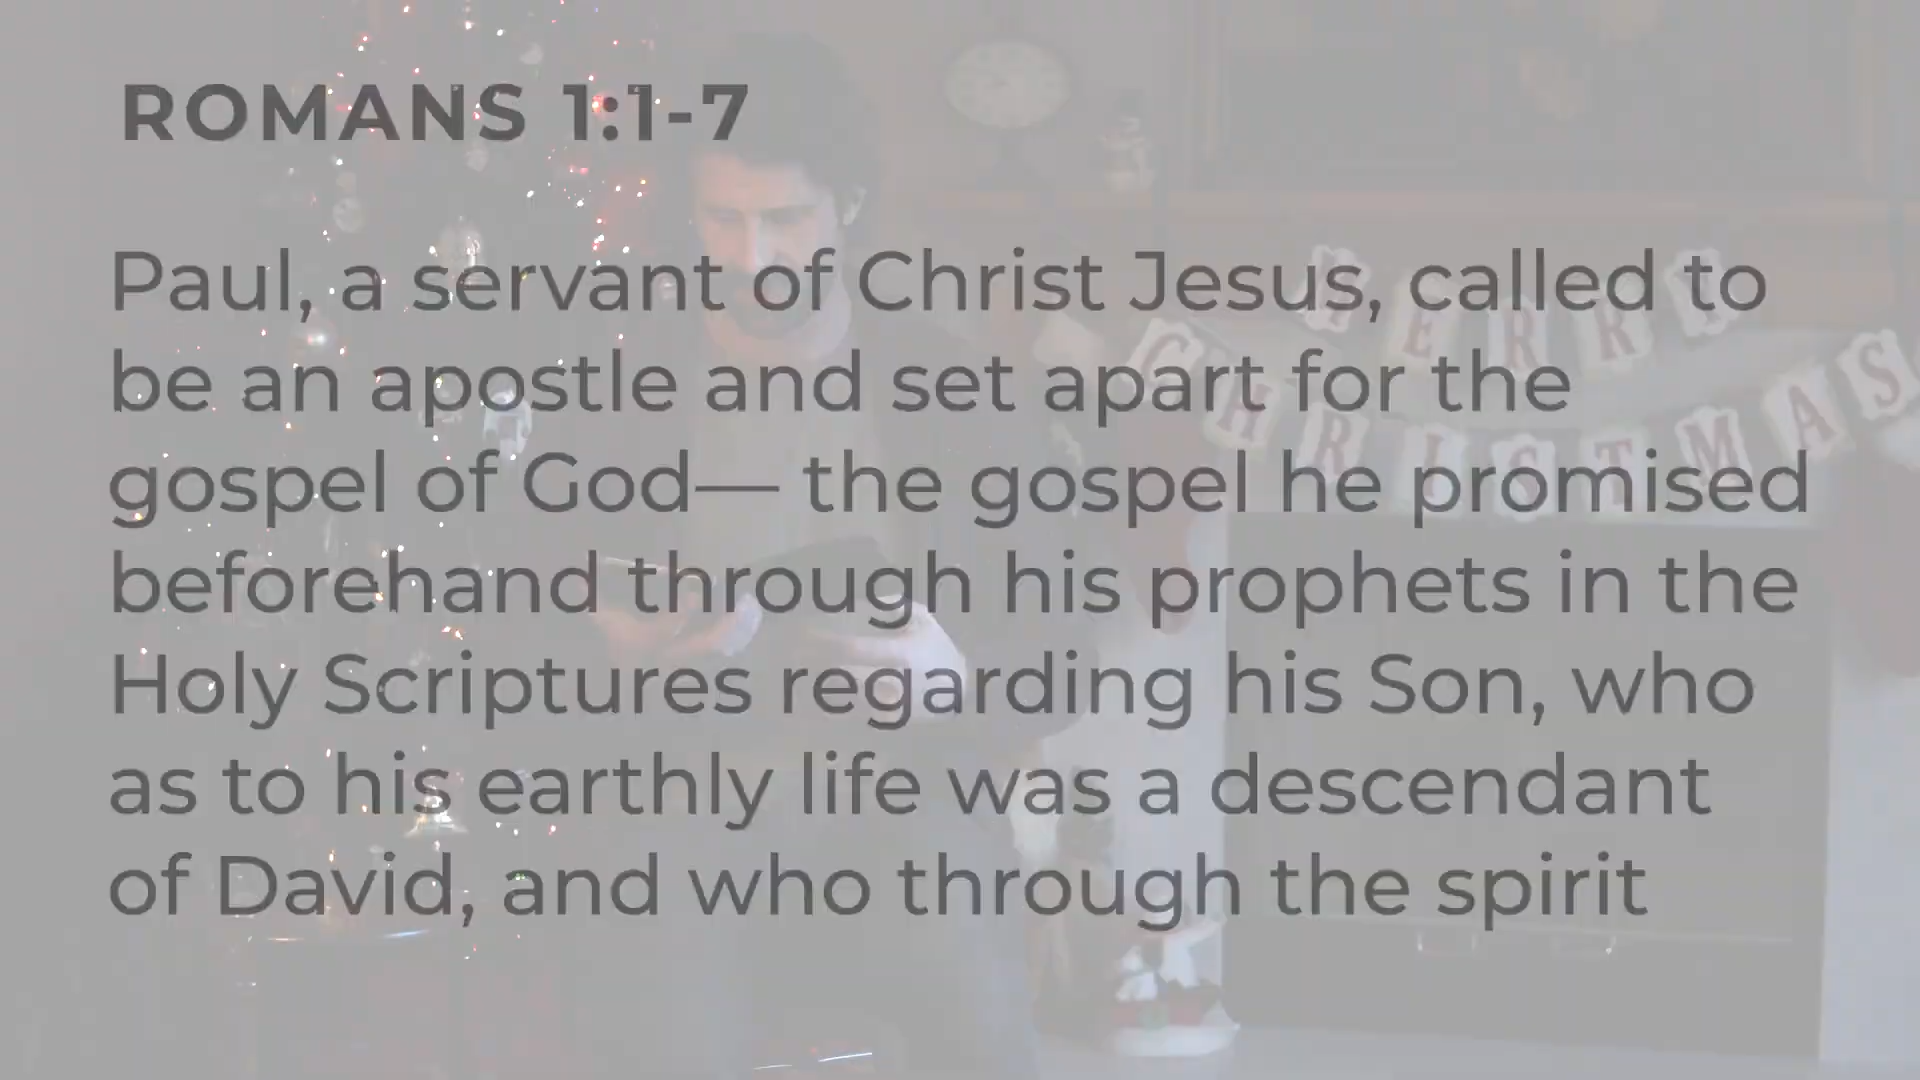 ROMANS 1:1-7
Paul, a servant of Christ Jesus, called to
be an apostle and set apart for the
gospel of God— the gospel he promised
beforehand through his prophets in the
Holy Scriptures regarding his Son, who
as to his earthly life was a descendant
of David, and who through the spirit
MERRY
CHRISTMAS